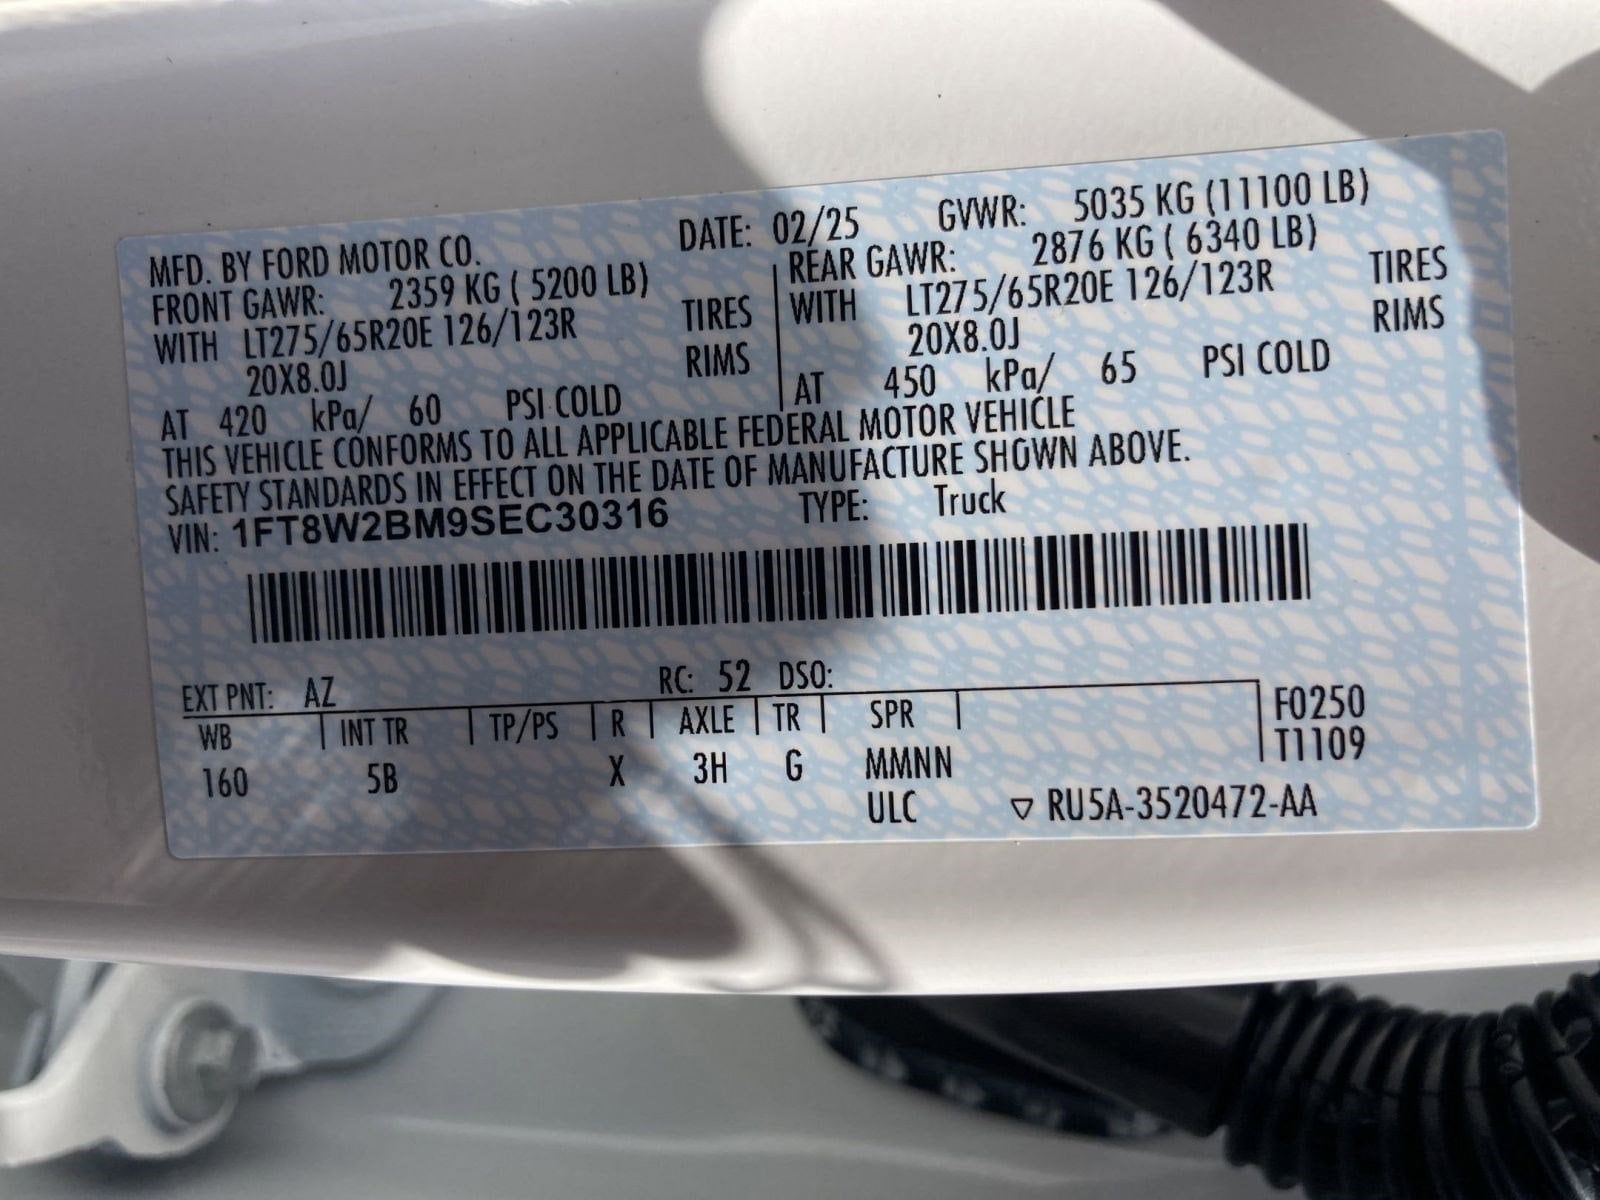 MFD. BY FORD MOTOR CO. DATE: 02/25 GVWR: 5035 KG (11100 LB)
FRONT GAWR: 2359 KG ( 5200 LB) REAR GAWR: 2876 KG ( 6340 LB)
WITH LT275/65R20E 126/123R TIRES WITH LT275/65R20E 126/123R TIRES
20X8.0J RIMS 20X8.0J RIMS
AT 420 kPa/ 60 PSI COLD AT 450 kPa/ 65 PSI COLD
THIS VEHICLE CONFORMS TO ALL APPLICABLE FEDERAL MOTOR VEHICLE
SAFETY STANDARDS IN EFFECT ON THE DATE OF MANUFACTURE SHOWN ABOVE.
VIN: 1FT8W2BM9SEC30316 TYPE: Truck
EXT PNT: AZ RC: 52 DSO:
WB INT TR TP/PS R AXLE TR SPR F0250
160 5B X 3H G MMNN T1109
ULC ▽ RU5A-3520472-AA